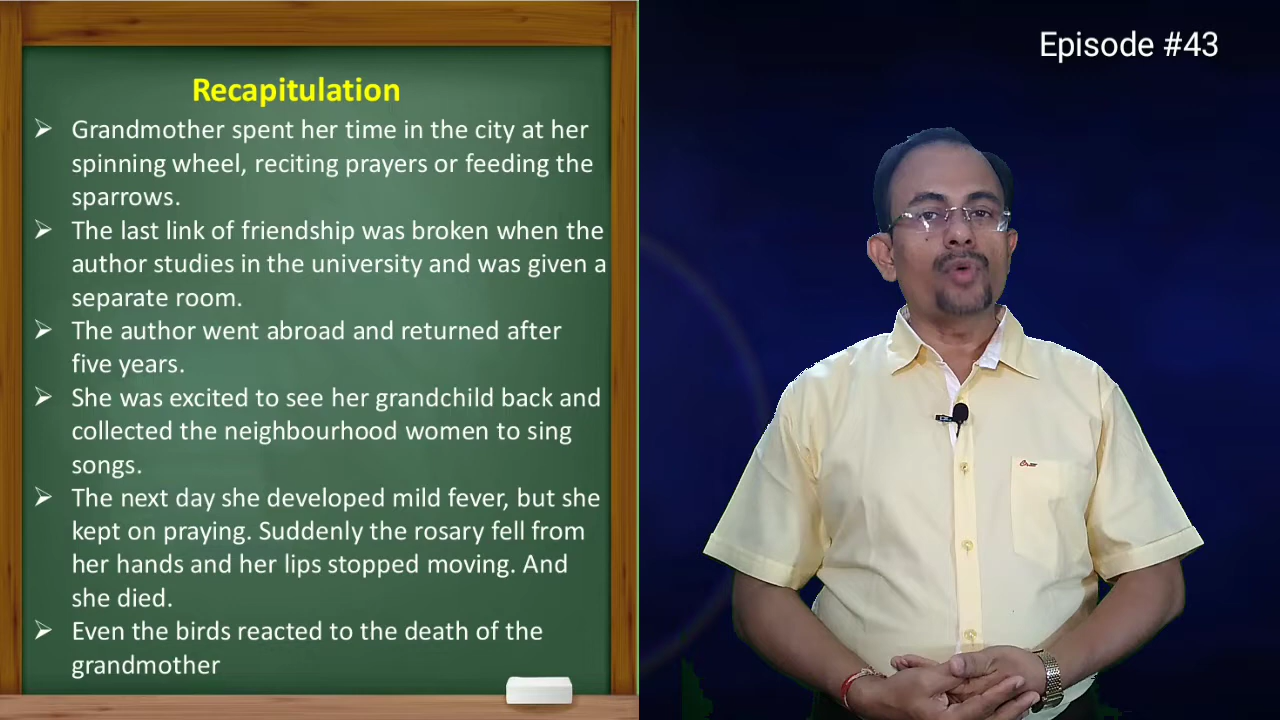 Episode #43
Recapitulation
➢ Grandmother spent her time in the city at her
spinning wheel, reciting prayers or feeding the
sparrows.
➢ The last link of friendship was broken when the
author studies in the university and was given a
separate room.
➢ The author went abroad and returned after
five years.
➢ She was excited to see her grandchild back and
collected the neighbourhood women to sing
songs.
➢ The next day she developed mild fever, but she
kept on praying. Suddenly the rosary fell from
her hands and her lips stopped moving. And
she died.
➢ Even the birds reacted to the death of the
grandmother